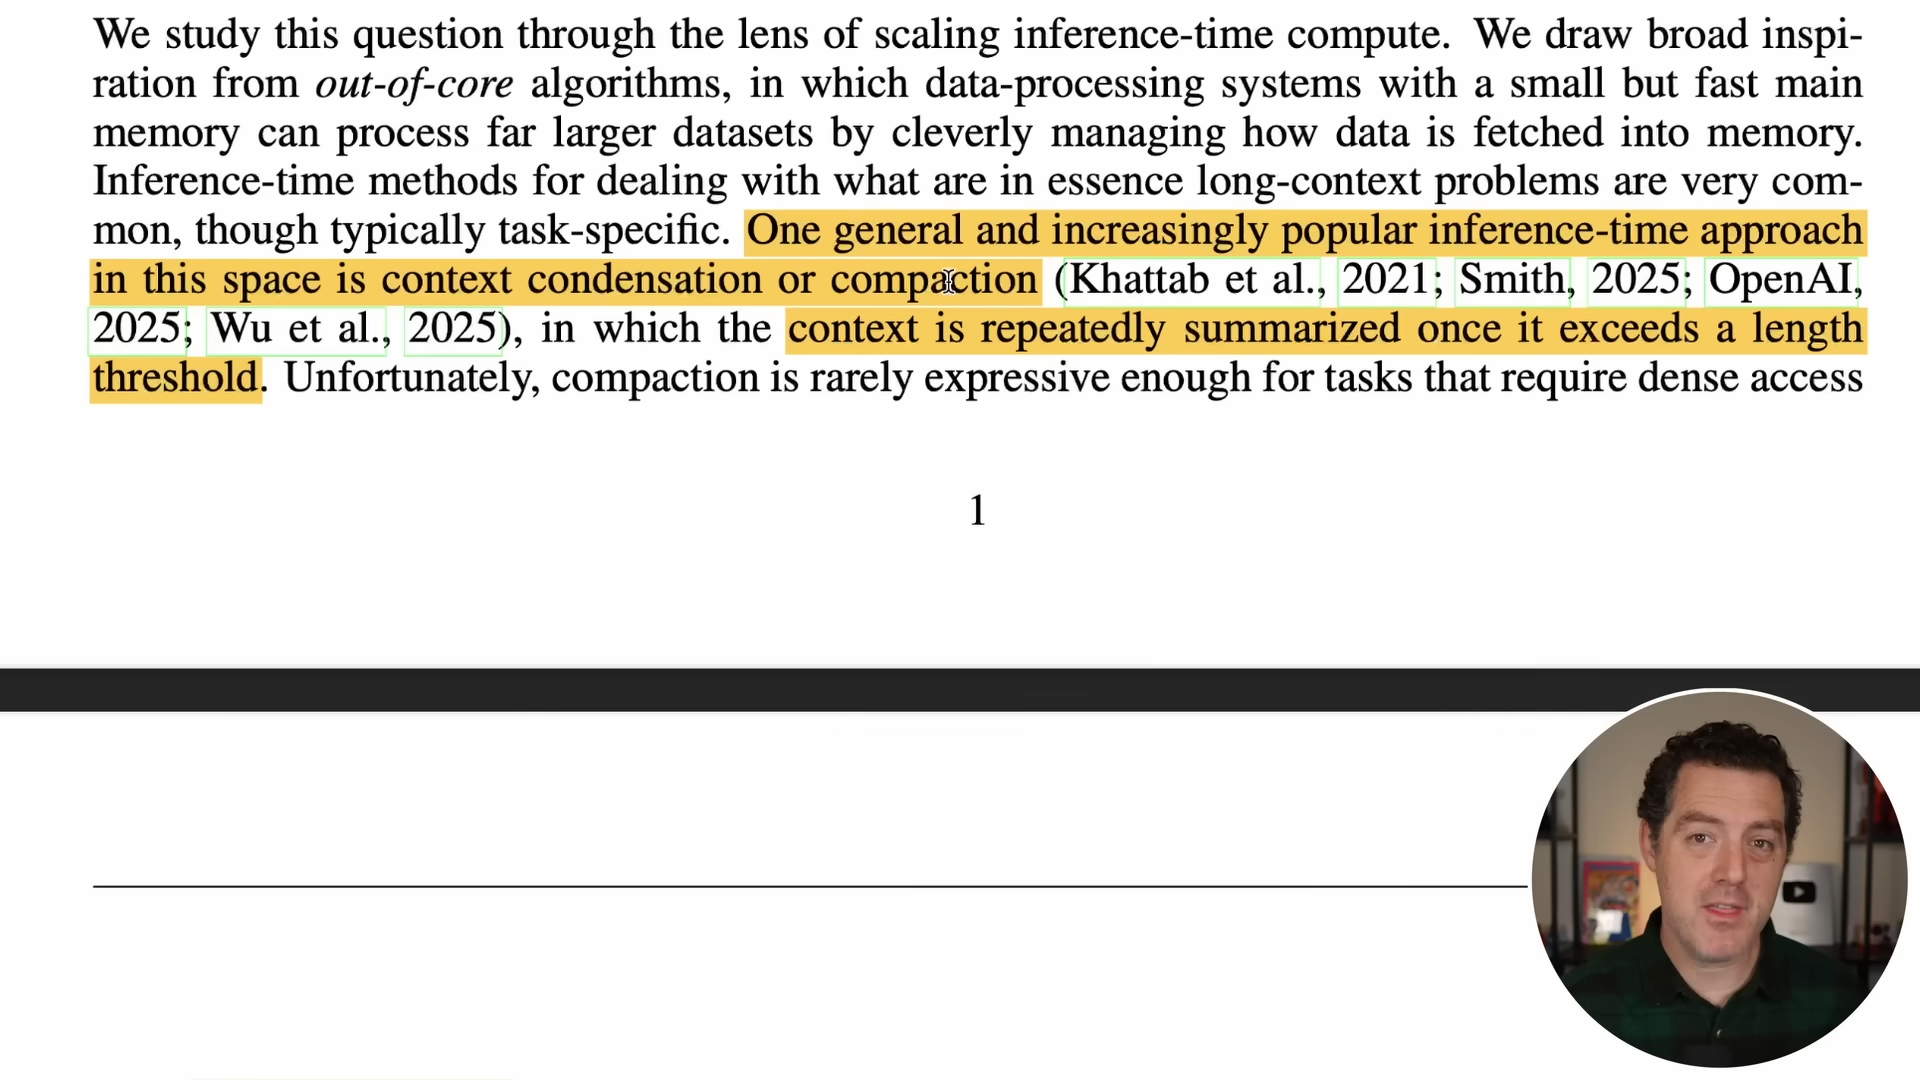 We study this question through the lens of scaling inference-time compute. We draw broad inspi-
ration from out-of-core algorithms, in which data-processing systems with a small but fast main
memory can process far larger datasets by cleverly managing how data is fetched into memory.
Inference-time methods for dealing with what are in essence long-context problems are very com-
mon, though typically task-specific. One general and increasingly popular inference-time approach
in this space is context condensation or compaction (Khattab et al., 2021; Smith, 2025; OpenAI,
2025; Wu et al., 2025), in which the context is repeatedly summarized once it exceeds a length
threshold. Unfortunately, compaction is rarely expressive enough for tasks that require dense access
1